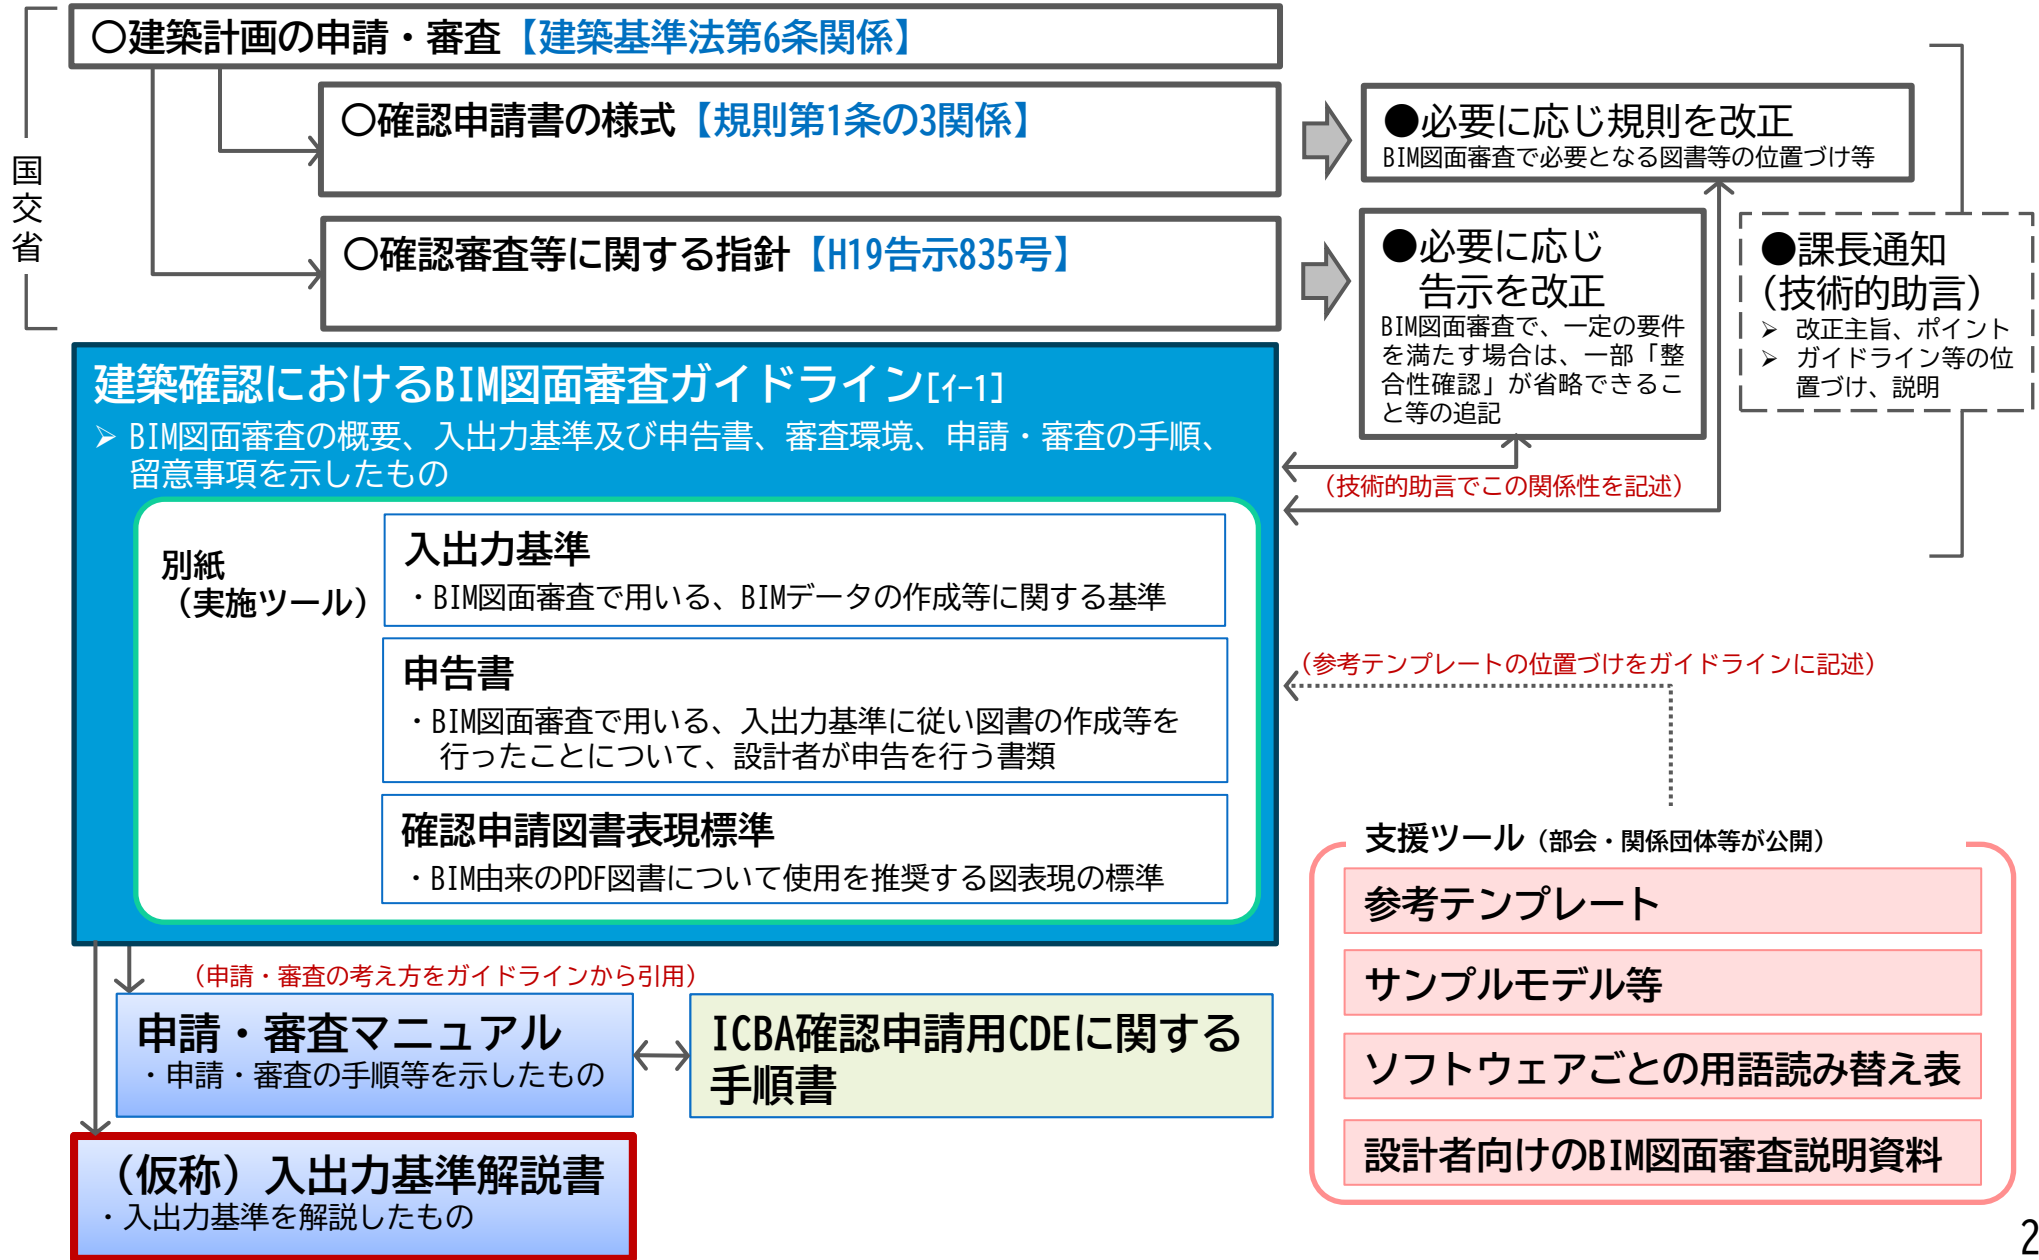 ○建築計画の申請・審査【建築基準法第6条関係】
○確認申請書の様式【規則第1条の3関係】
●必要に応じ規則を改正
BIM図面審査で必要となる図書等の位置づけ等
国交省
○確認審査等に関する指針【H19告示835号】
●必要に応じ
告示を改正
BIM図面審査で、一定の要件
を満たす場合は、一部「整
合性確認」が省略できるこ
と等の追記
●課長通知
(技術的助言)
➢ 改正主旨、ポイント
➢ ガイドライン等の位
置づけ、説明
建築確認におけるBIM図面審査ガイドライン[ｲ-1]
➢ BIM図面審査の概要、入出力基準及び申告書、審査環境、申請・審査の手順、
留意事項を示したもの
(技術的助言でこの関係性を記述)
別紙
(実施ツール)
入出力基準
・BIM図面審査で用いる、BIMデータの作成等に関する基準
申告書
・BIM図面審査で用いる、入出力基準に従い図書の作成等を
行ったことについて、設計者が申告を行う書類
確認申請図書表現標準
・BIM由来のPDF図書について使用を推奨する図表現の標準
(参考テンプレートの位置づけをガイドラインに記述)
支援ツール(部会・関係団体等が公開)
参考テンプレート
サンプルモデル等
ソフトウェアごとの用語読み替え表
設計者向けのBIM図面審査説明資料
(申請・審査の考え方をガイドラインから引用)
申請・審査マニュアル
・申請・審査の手順等を示したもの
ICBA確認申請用CDEに関する
手順書
(仮称)入出力基準解説書
・入出力基準を解説したもの
2